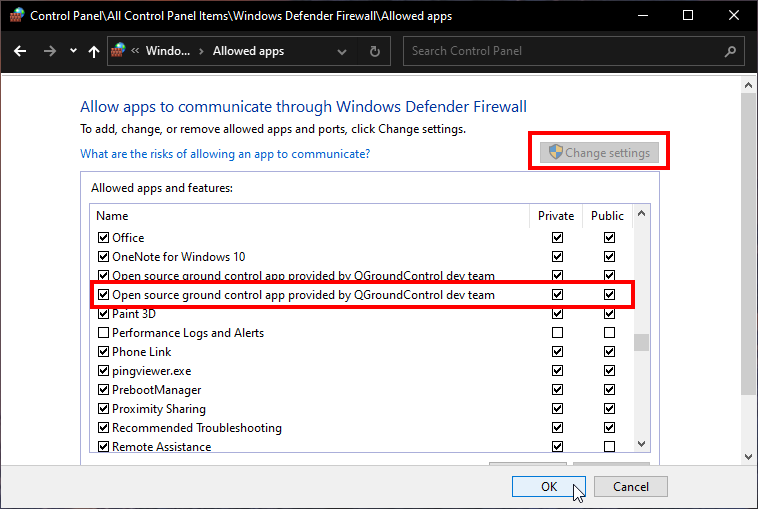 Control Panel\All Control Panel Items\Windows Defender Firewall\Allowed apps
Windo... Allowed apps Search Control Panel
Allow apps to communicate through Windows Defender Firewall
To add, change, or remove allowed apps and ports, click Change settings.
What are the risks of allowing an app to communicate? Change settings
Allowed apps and features:
Name Private Public
Office
OneNote for Windows 10
Open source ground control app provided by QGroundControl dev team
Open source ground control app provided by QGroundControl dev team
Paint 3D
Performance Logs and Alerts
Phone Link
pingviewer.exe
PrebootManager
Proximity Sharing
Recommended Troubleshooting
Remote Assistance
OK Cancel